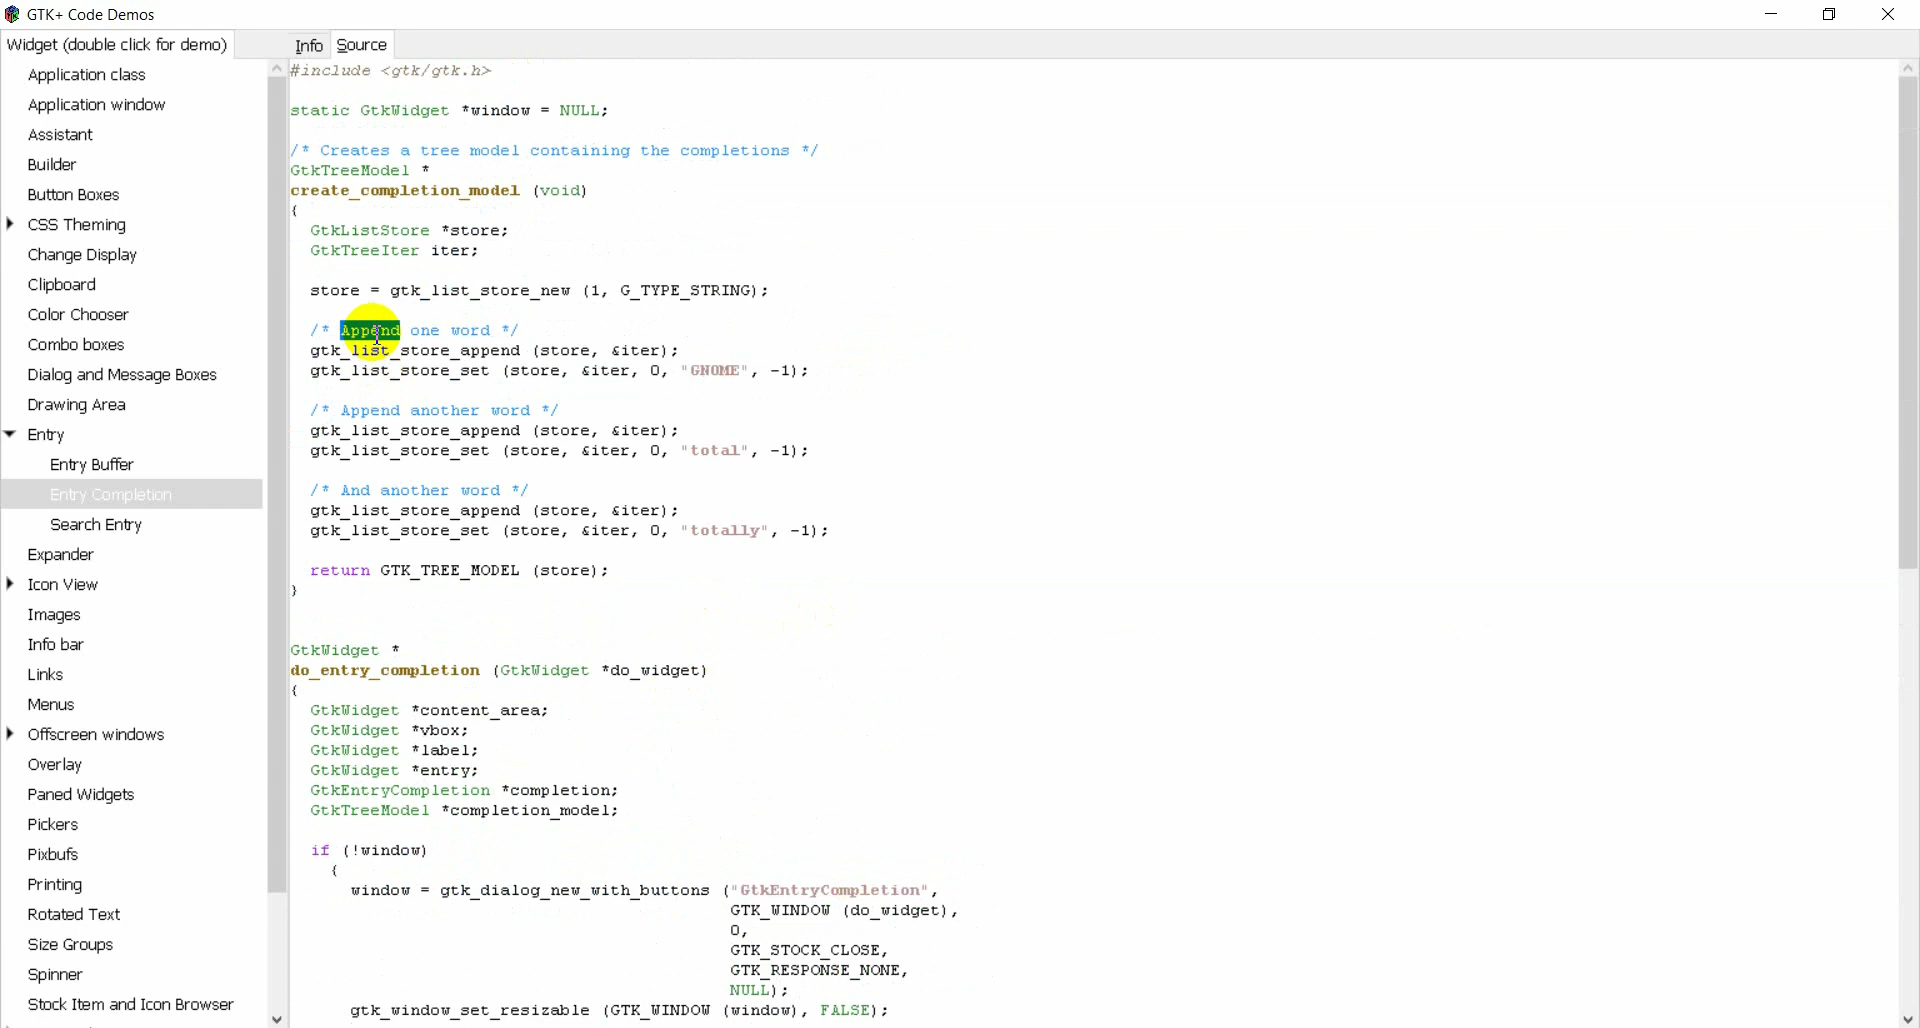 GTK+ Code Demos
Widget (double click for demo)
Application class
Application window
Assistant
Builder
Button Boxes
CSS Theming
Change Display
Clipboard
Color Chooser
Combo boxes
Dialog and Message Boxes
Drawing Area
Entry
Entry Buffer
Entry Completion
Search Entry
Expander
Icon View
Images
Info bar
Links
Menus
Offscreen windows
Overlay
Paned Widgets
Pickers
Pixbufs
Printing
Rotated Text
Size Groups
Spinner
Stock Item and Icon Browser
Info Source
#include <gtk/gtk.h>
static GtkWidget *window = NULL;
/* Creates a tree model containing the completions */
GtkTreeModel *
create_completion_model (void)
{
GtkListStore *store;
GtkTreeIter iter;
store = gtk_list_store_new (1, G_TYPE_STRING);
/* Append one word */
gtk_list_store_append (store, &iter);
gtk_list_store_set (store, &iter, 0, "GNOME", -1);
/* Append another word */
gtk_list_store_append (store, &iter);
gtk_list_store_set (store, &iter, 0, "total", -1);
/* And another word */
gtk_list_store_append (store, &iter);
gtk_list_store_set (store, &iter, 0, "totally", -1);
return GTK_TREE_MODEL (store);
}
GtkWidget *
do_entry_completion (GtkWidget *do_widget)
{
GtkWidget *content_area;
GtkWidget *vbox;
GtkWidget *label;
GtkWidget *entry;
GtkEntryCompletion *completion;
GtkTreeModel *completion_model;
if (!window)
{
window = gtk_dialog_new_with_buttons ("GtkEntryCompletion",
GTK_WINDOW (do_widget),
0,
GTK_STOCK_CLOSE,
GTK_RESPONSE_NONE,
NULL);
gtk_window_set_resizable (GTK_WINDOW (window), FALSE);